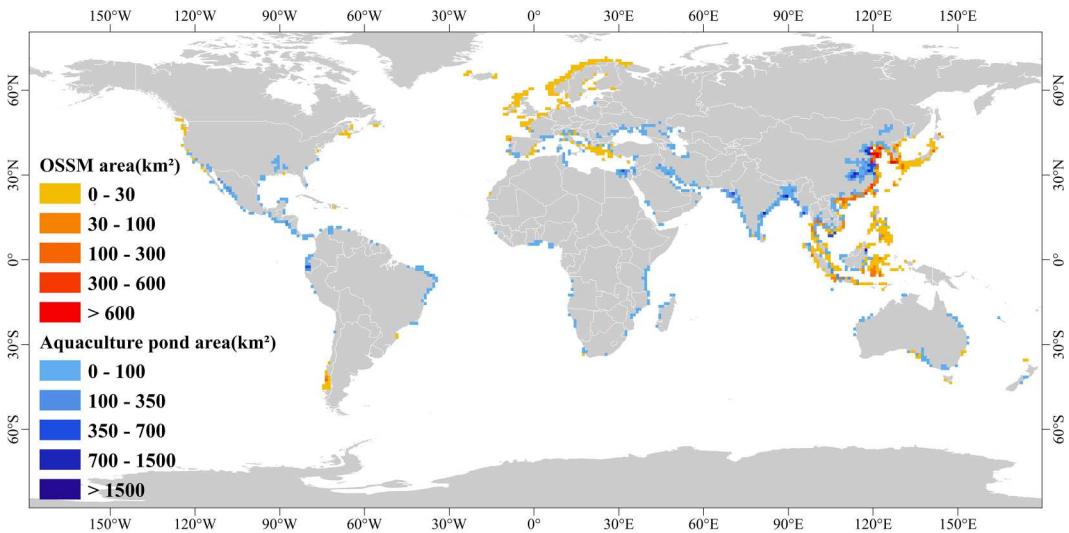 150°W 120°W 90°W 60°W 30°W 0° 30°E 60°E 90°E 120°E 150°E
60°N 60°N
30°N 30°N
0° 0°
30°S 30°S
60°S 60°S
OSSM area(km²)
0 - 30
30 - 100
100 - 300
300 - 600
> 600
Aquaculture pond area(km²)
0 - 100
100 - 350
350 - 700
700 - 1500
> 1500
150°W 120°W 90°W 60°W 30°W 0° 30°E 60°E 90°E 120°E 150°E